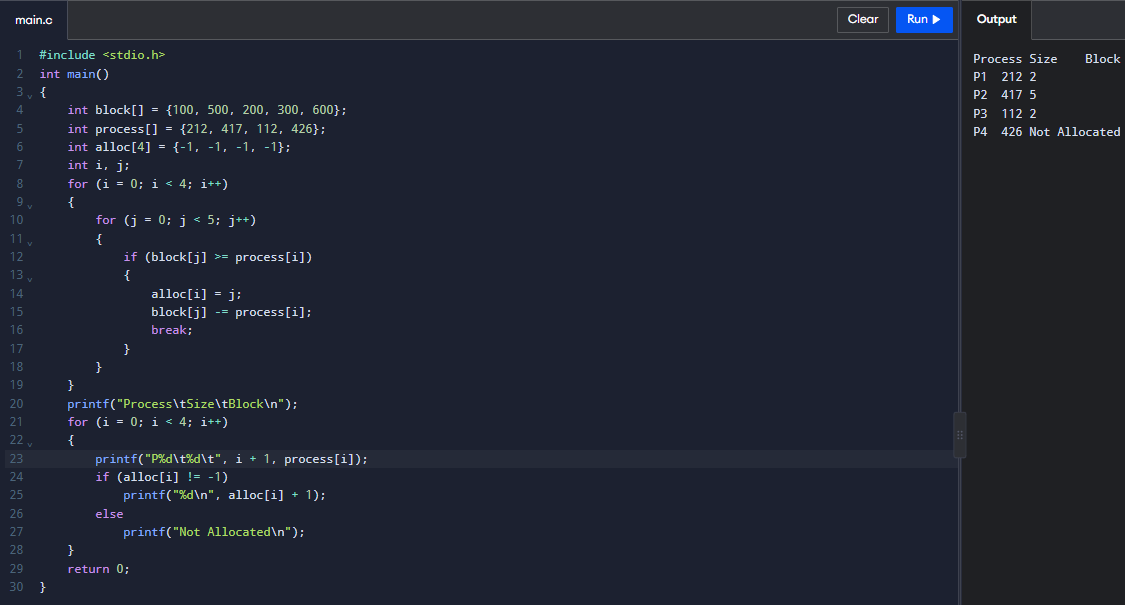 main.c Clear Run Output
1 #include <stdio.h>
2 int main()
3 {
4     int block[] = {100, 500, 200, 300, 600};
5     int process[] = {212, 417, 112, 426};
6     int alloc[4] = {-1, -1, -1, -1};
7     int i, j;
8     for (i = 0; i < 4; i++)
9     {
10         for (j = 0; j < 5; j++)
11         {
12             if (block[j] >= process[i])
13             {
14                 alloc[i] = j;
15                 block[j] -= process[i];
16                 break;
17             }
18         }
19     }
20     printf("Process\tSize\tBlock\n");
21     for (i = 0; i < 4; i++)
22     {
23         printf("P%d\t%d\t", i + 1, process[i]);
24         if (alloc[i] != -1)
25             printf("%d\n", alloc[i] + 1);
26         else
27             printf("Not Allocated\n");
28     }
29     return 0;
30 }
Process Size    Block
P1  212 2
P2  417 5
P3  112 2
P4  426 Not Allocated